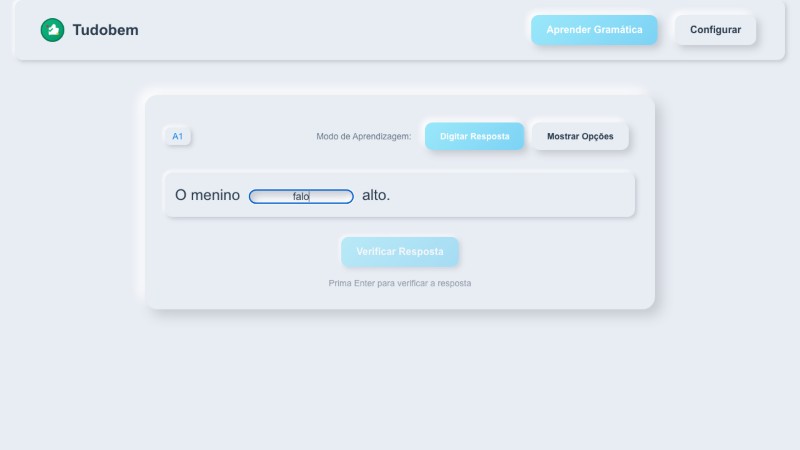 Tudobem
Aprender Gramática
Configurar
A1
Modo de Aprendizagem:
Digitar Resposta
Mostrar Opções
O menino falo alto.
Verificar Resposta
Prima Enter para verificar a resposta